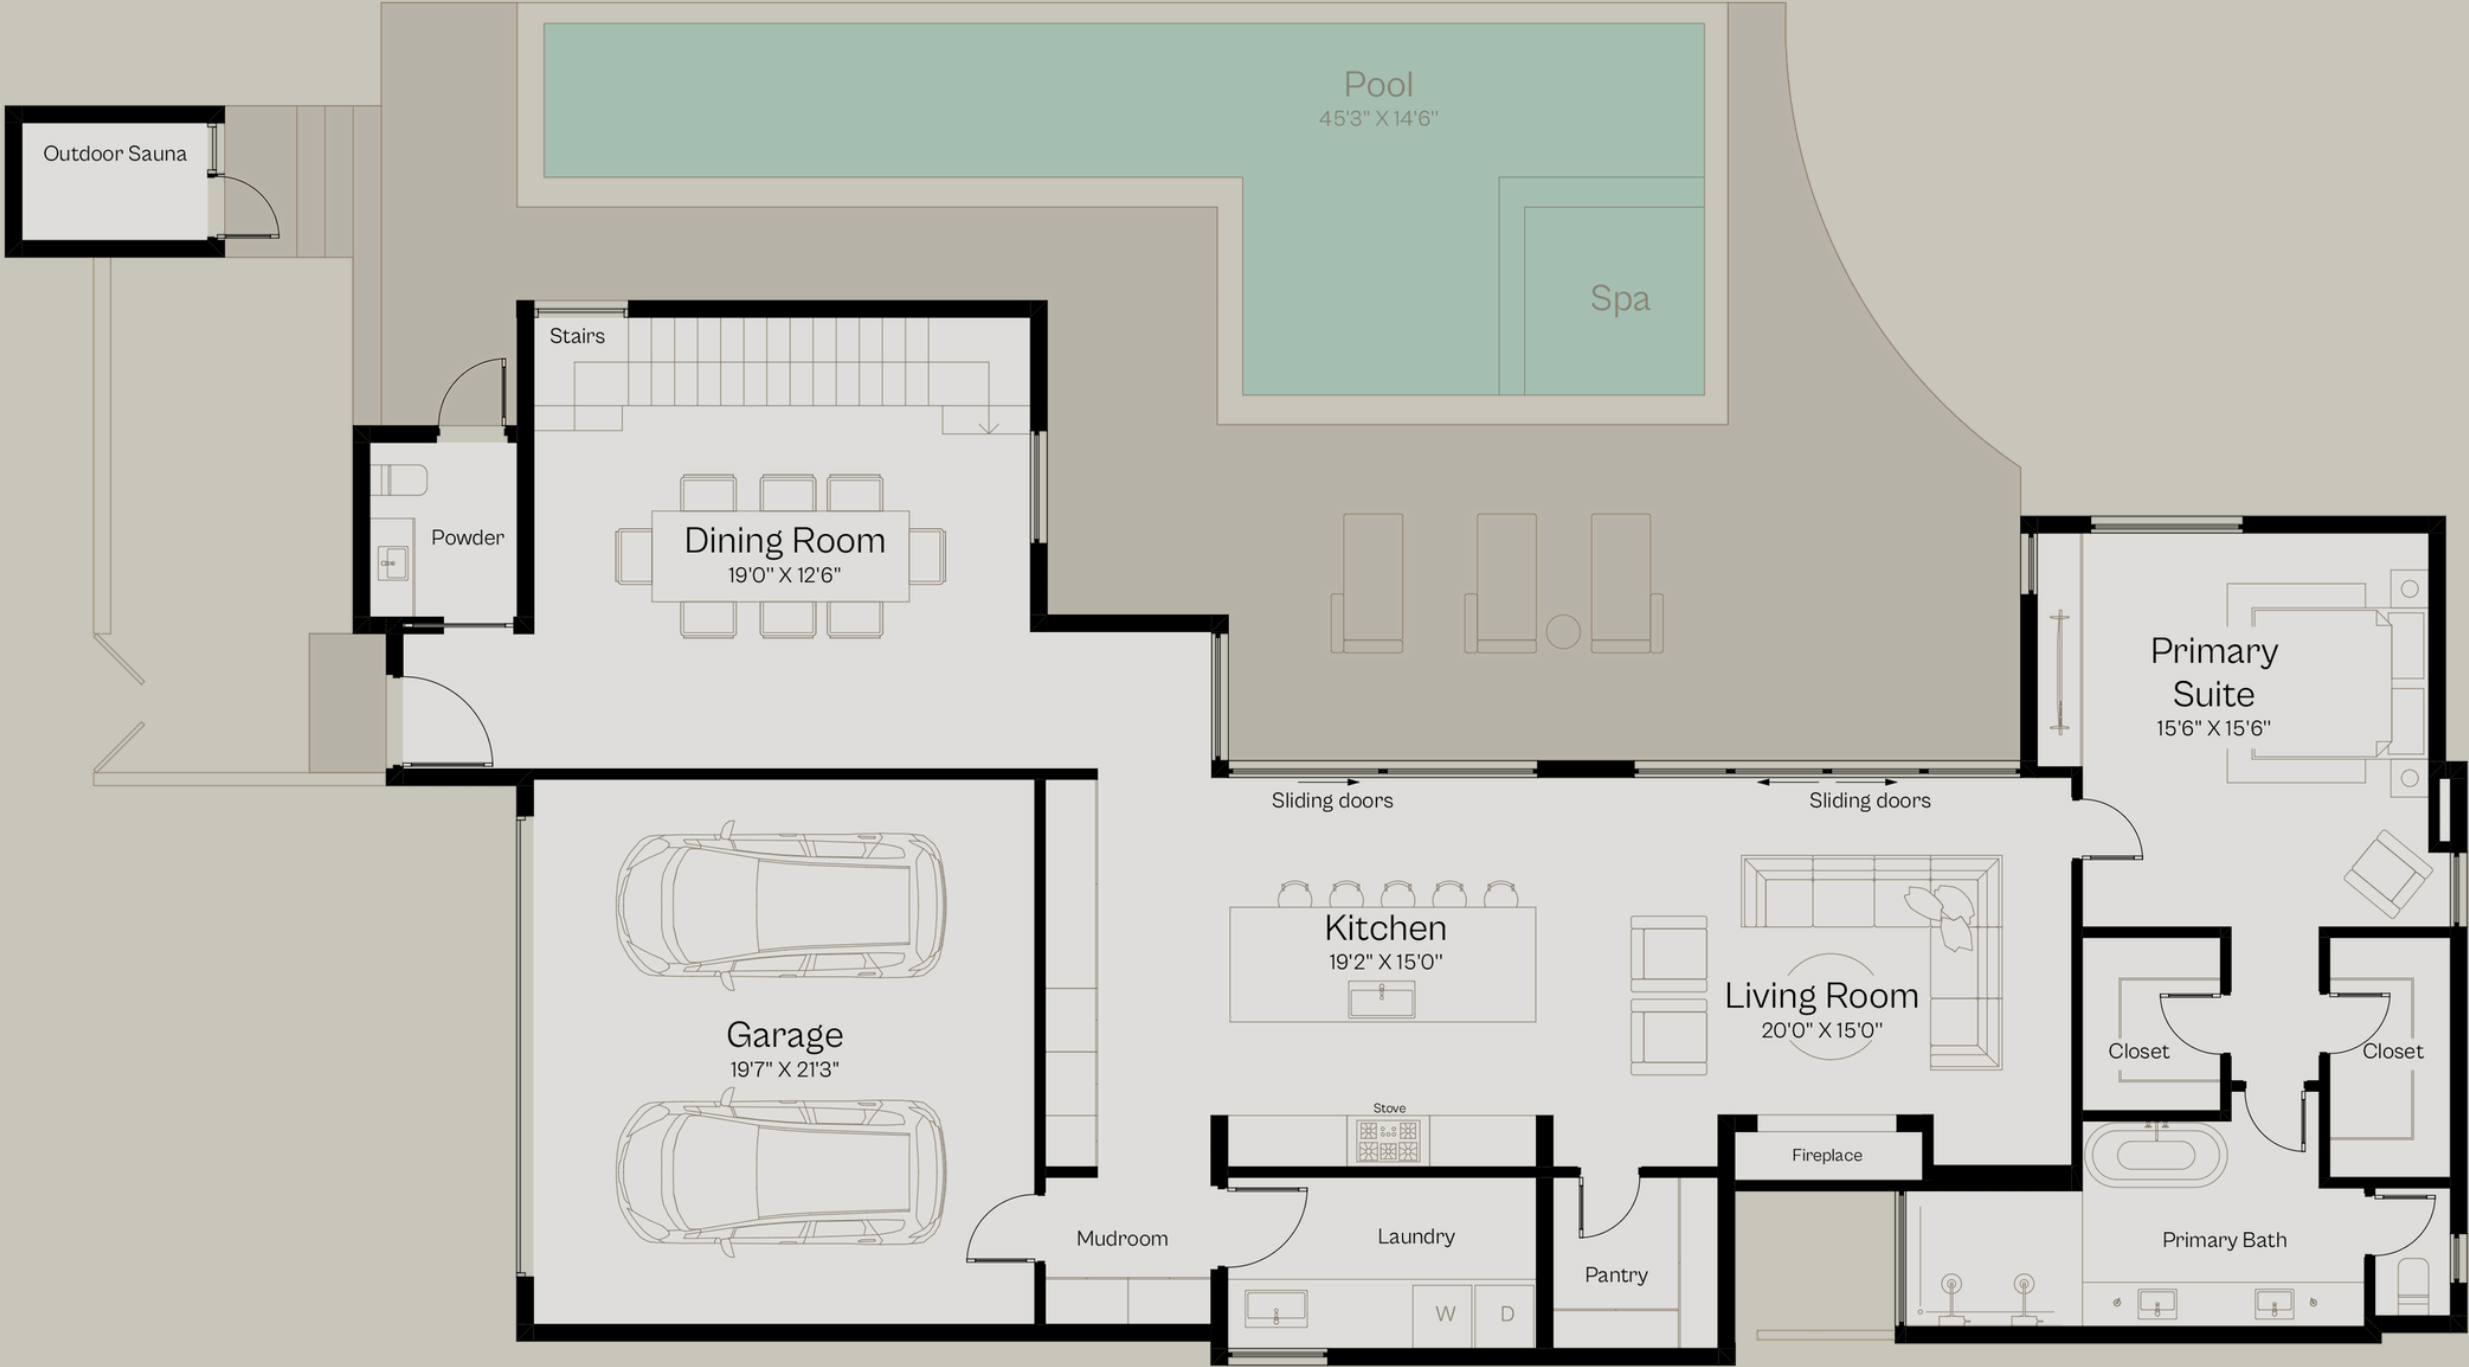 Pool
45'3" X 14'6"
Outdoor Sauna
Spa
Stairs
Powder
Dining Room
19'0" X 12'6"
Primary
Suite
15'6" X 15'6"
Sliding doors
Sliding doors
Kitchen
19'2" X 15'0"
Living Room
20'0" X 15'0"
Garage
19'7" X 21'3"
Closet
Closet
Stove
Fireplace
Mudroom
Laundry
Primary Bath
Pantry
W
D